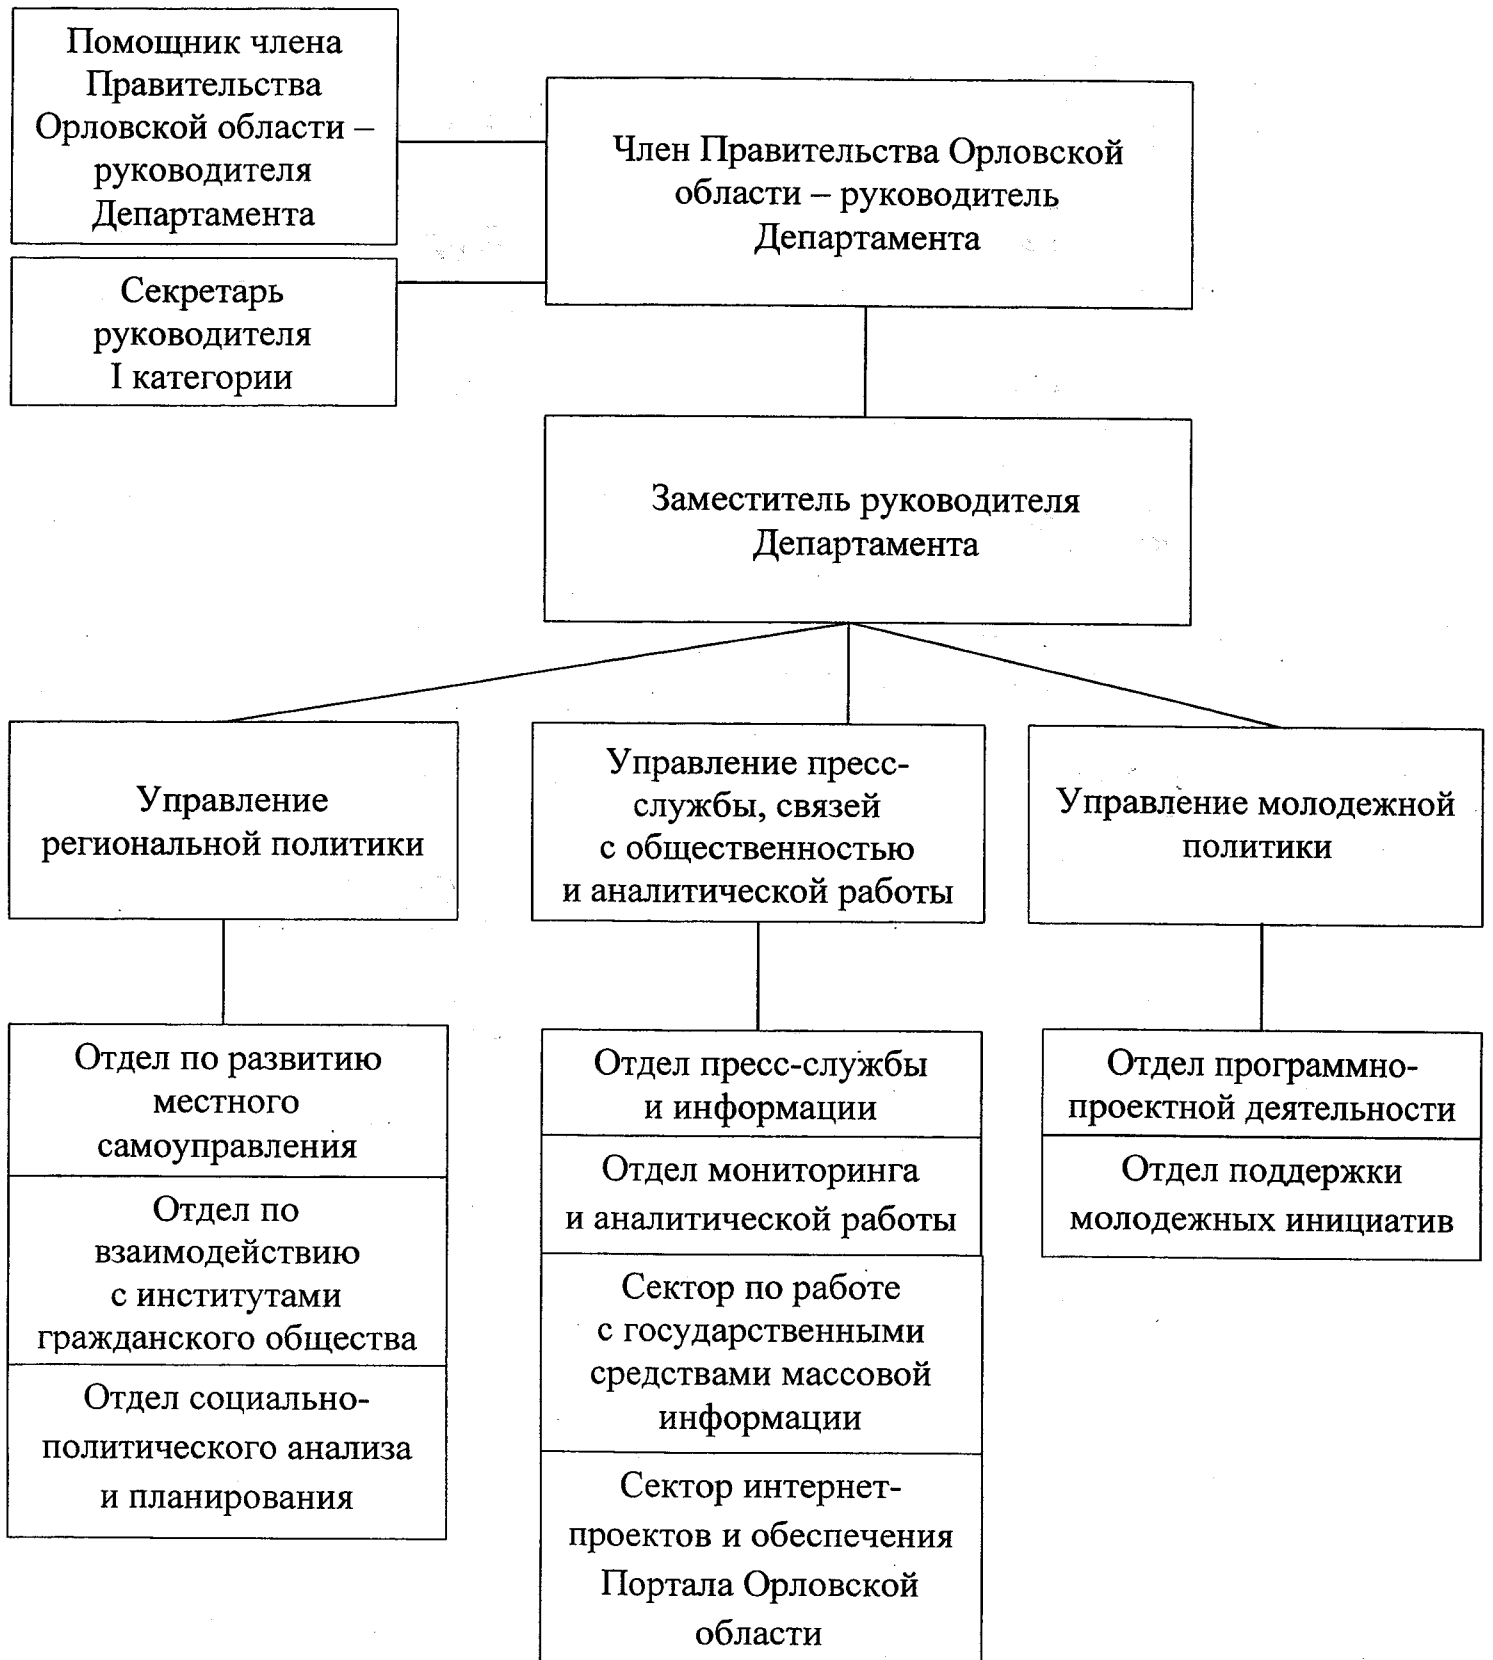 Помощник члена
Правительства
Орловской области –
руководителя
Департамента
Член Правительства Орловской
области – руководитель
Департамента
Секретарь
руководителя
I категории
Заместитель руководителя
Департамента
Управление
региональной политики
Управление пресс-
службы, связей
с общественностью
и аналитической работы
Управление молодежной
политики
Отдел по развитию
местного
самоуправления
Отдел по
взаимодействию
с институтами
гражданского общества
Отдел социально-
политического анализа
и планирования
Отдел пресс-службы
и информации
Отдел мониторинга
и аналитической работы
Сектор по работе
с государственными
средствами массовой
информации
Сектор интернет-
проектов и обеспечения
Портала Орловской
области
Отдел программно-
проектной деятельности
Отдел поддержки
молодежных инициатив